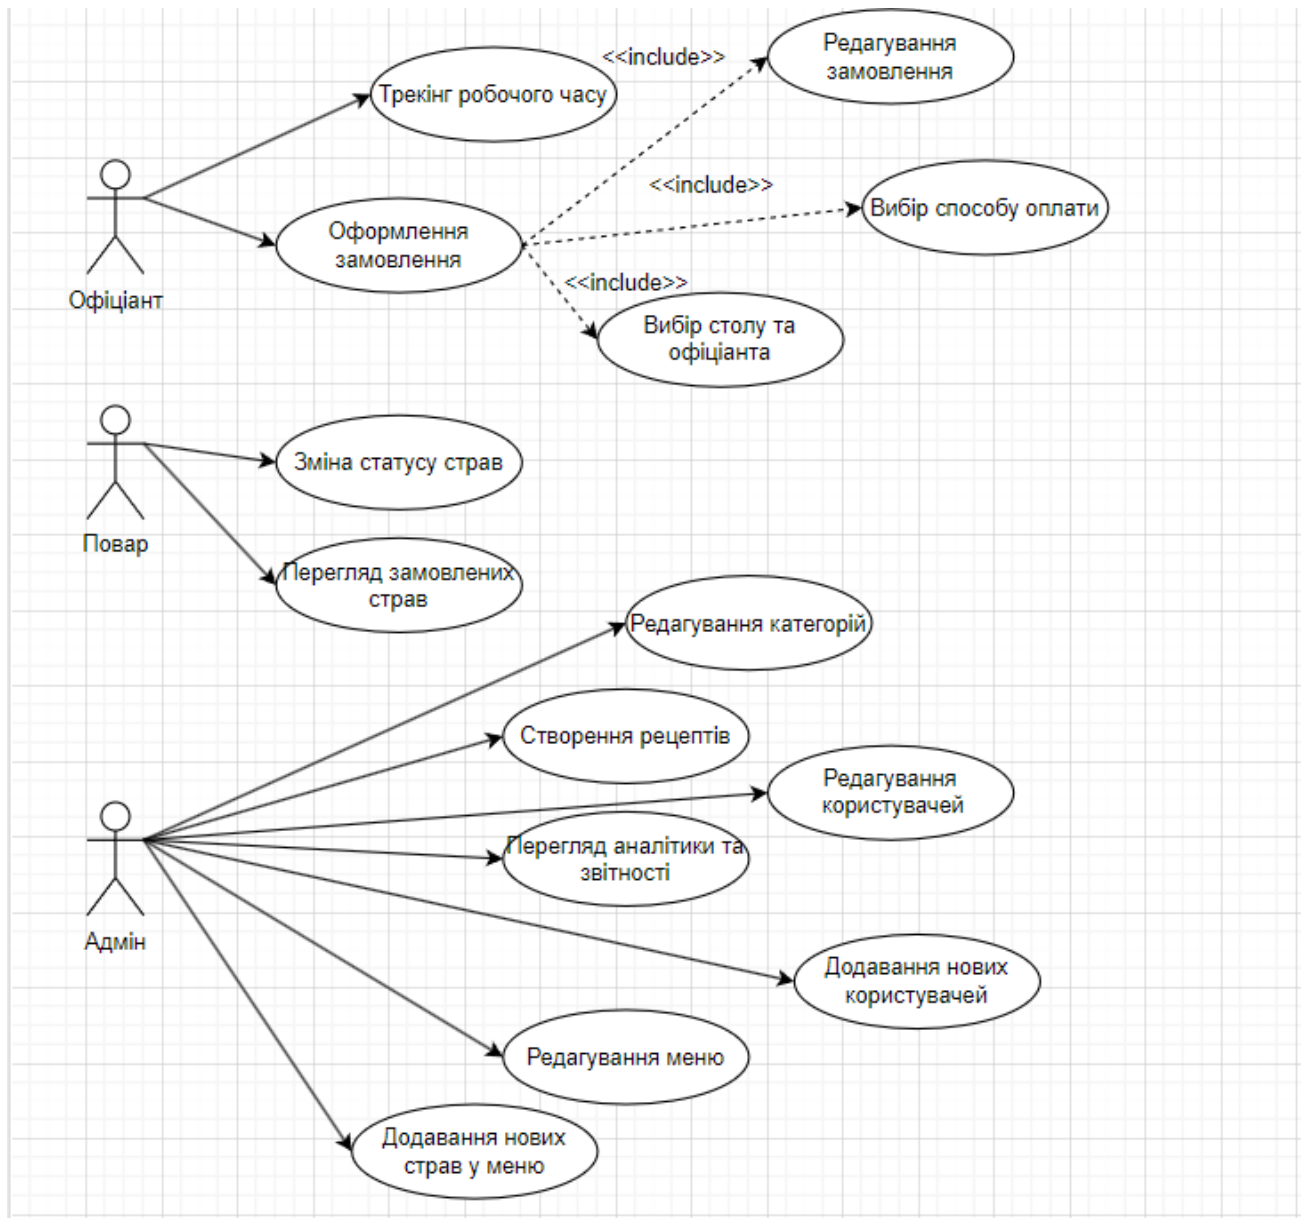 <<include>>
Редагування
замовлення
Трекінг робочого часу
<<include>>
Вибір способу оплати
Оформлення
замовлення
<<include>>
Офіціант
Вибір столу та
офіціанта
Зміна статусу страв
Повар
Перегляд замовлених
страв
Редагування категорій
Створення рецептів
Редагування
користувачей
Перегляд аналітики та
звітності
Адмін
Додавання нових
користувачей
Редагування меню
Додавання нових
страв у меню